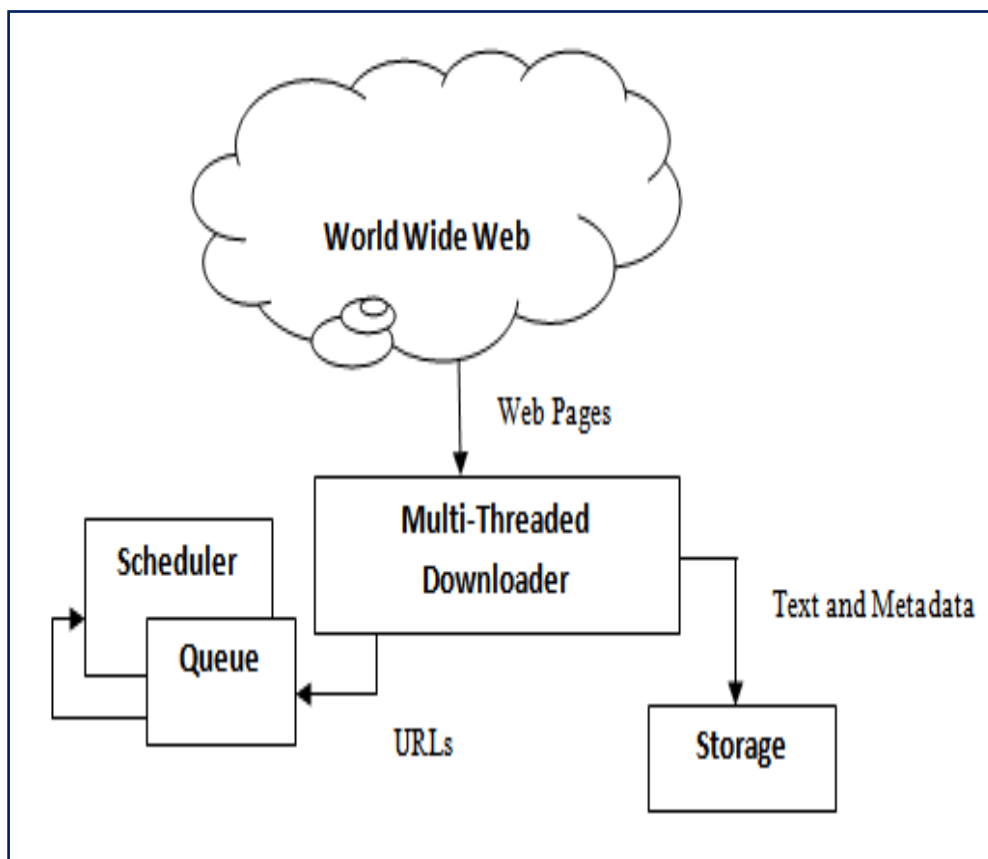 World Wide Web
Web Pages
Multi-Threaded
Downloader
Scheduler
Queue
Text and Metadata
URLs
Storage